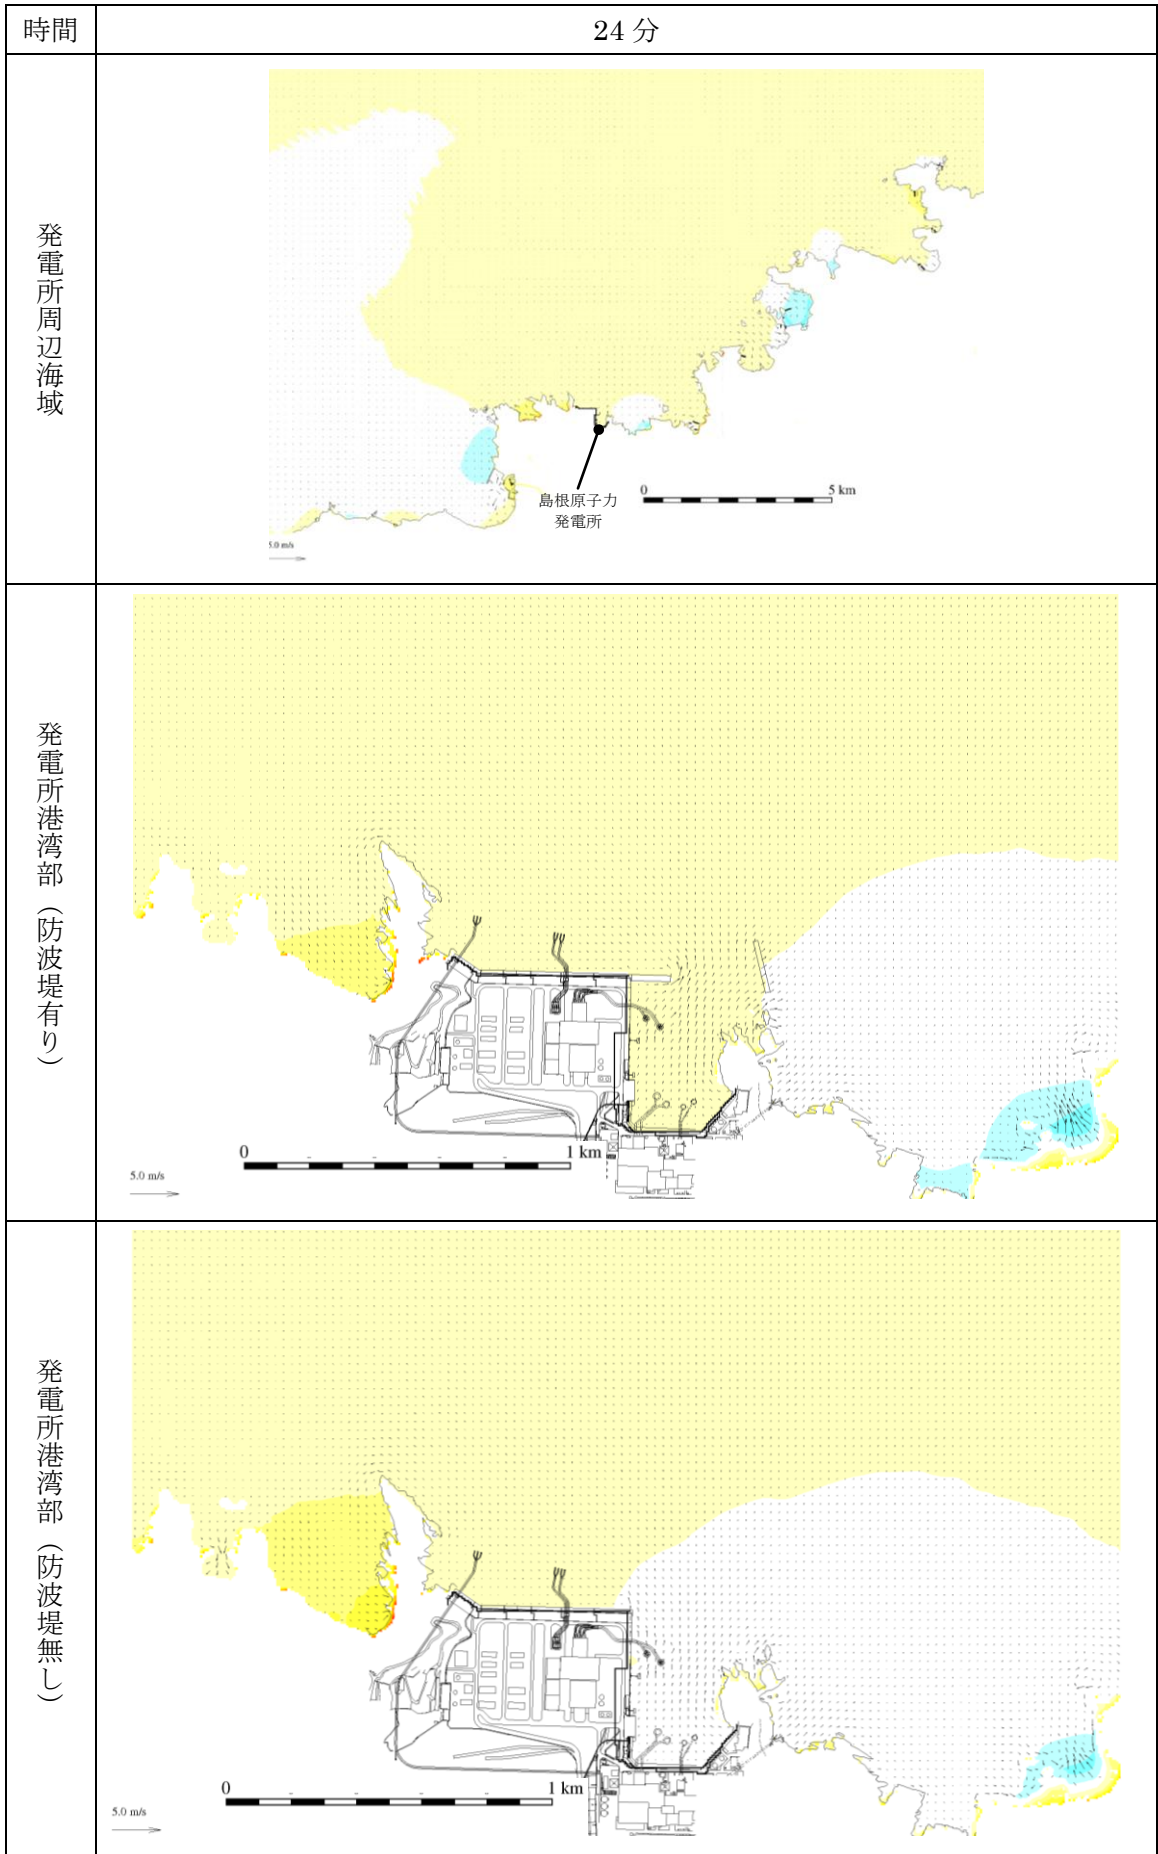 時間
24 分
発電所周辺海域
島根原子力
発電所
0 5 km
5.0 m/s
発電所港湾部（防波堤有り）
0 1 km
5.0 m/s
発電所港湾部（防波堤無し）
0 1 km
5.0 m/s